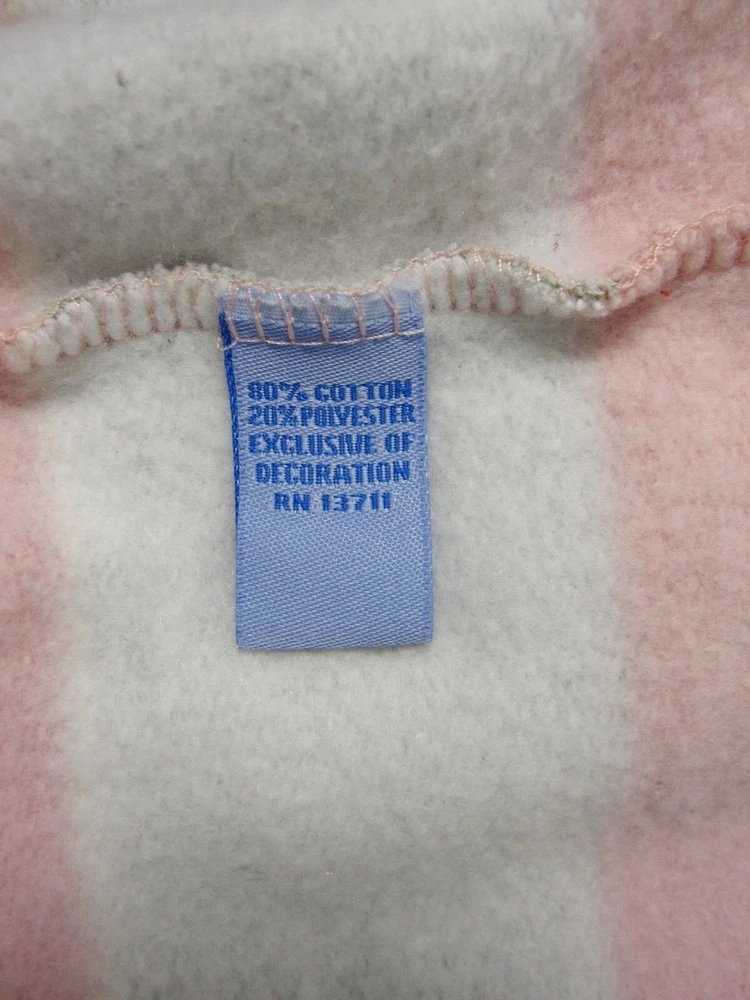 80% COTTON
20% POLYESTER
EXCLUSIVE OF
DECORATION
RN 13711